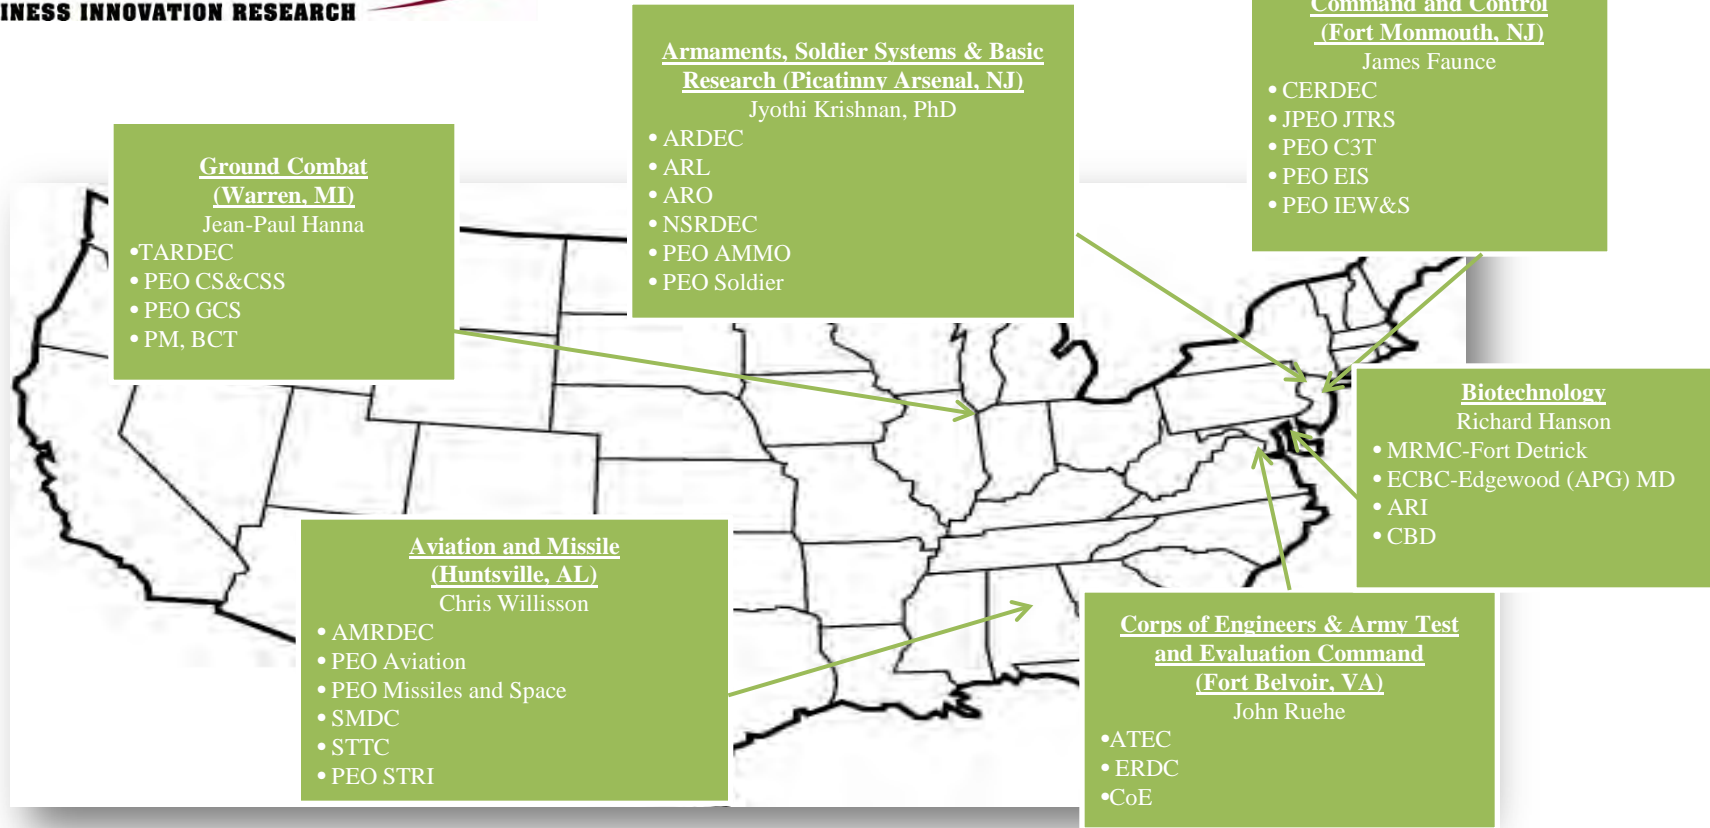 INESS INNOVATION RESEARCH
Armaments, Soldier Systems & Basic
Research (Picatinny Arsenal, NJ)
Jyothi Krishnan, PhD
• ARDEC
• ARL
• ARO
• NSRDEC
• PEO AMMO
• PEO Soldier
Command and Control
(Fort Monmouth, NJ)
James Faunce
• CERDEC
• JPEO JTRS
• PEO C3T
• PEO EIS
• PEO IEW&S
Ground Combat
(Warren, MI)
Jean-Paul Hanna
•TARDEC
• PEO CS&CSS
• PEO GCS
• PM, BCT
Biotechnology
Richard Hanson
• MRMC-Fort Detrick
• ECBC-Edgewood (APG) MD
• ARI
• CBD
Aviation and Missile
(Huntsville, AL)
Chris Willisson
• AMRDEC
• PEO Aviation
• PEO Missiles and Space
• SMDC
• STTC
• PEO STRI
Corps of Engineers & Army Test
and Evaluation Command
(Fort Belvoir, VA)
John Ruehe
•ATEC
• ERDC
•CoE